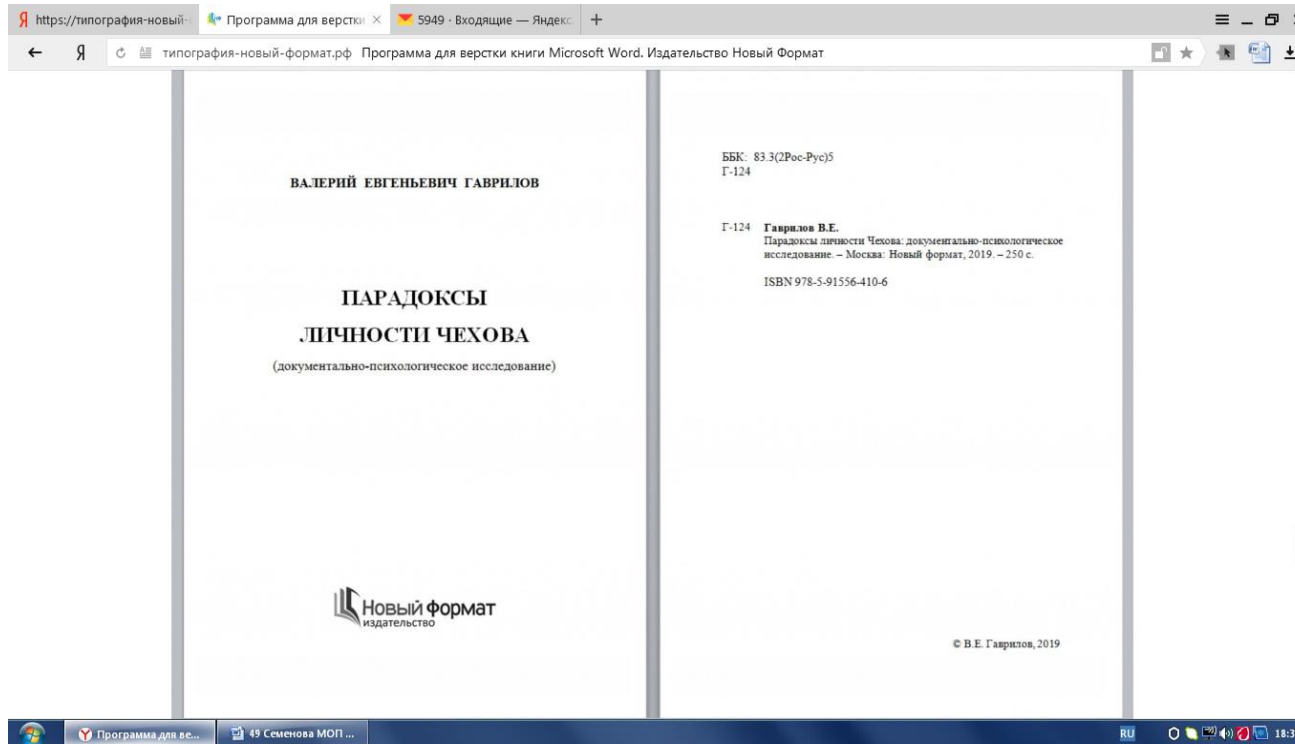 Я https://типография-новый-
Программа для верстки
5949 · Входящие — Яндекс
типография-новый-формат.рф Программа для верстки книги Microsoft Word. Издательство Новый Формат
ВАЛЕРИЙ ЕВГЕНЬЕВИЧ ГАВРИЛОВ
ПАРАДОКСЫ
ЛИЧНОСТИ ЧЕХОВА
(документально-психологическое исследование)
Новый формат
издательство
ББК: 83.3(2Рос-Рус)5
Г-124
Г-124 Гаврилов В.Е.
Парадоксы личности Чехова: документально-психологическое
исследование. – Москва: Новый формат, 2019. – 250 с.
ISBN 978-5-91556-410-6
© В.Е. Гаврилов, 2019
Программа для ве...
49 Семенова МОП ...
RU
18:3